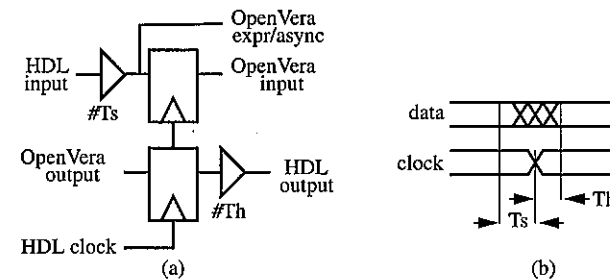 OpenVera
expr/async
HDL
input
OpenVera
input
#Ts
OpenVera
output
HDL
output
#Th
HDL clock
(a)
data
clock
Th
Ts
(b)